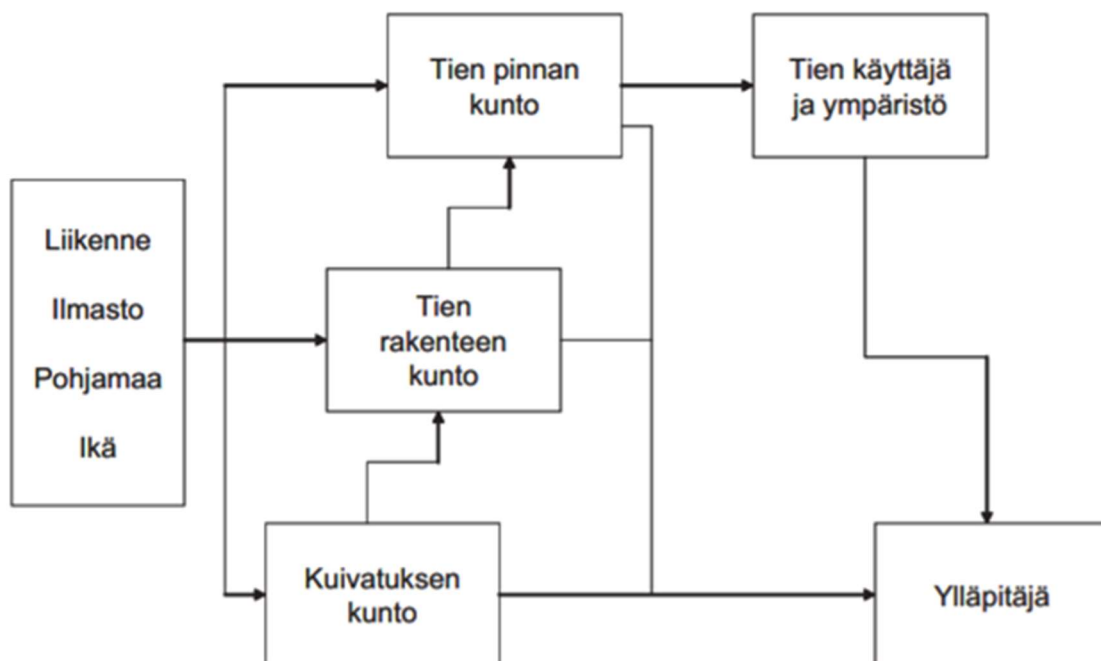 Tien pinnan
kunto
Tien käyttäjä
ja ympäristö
Liikenne
Ilmasto
Pohjamaa
Ikä
Tien
rakenteen
kunto
Kuivatuksen
kunto
Ylläpitäjä